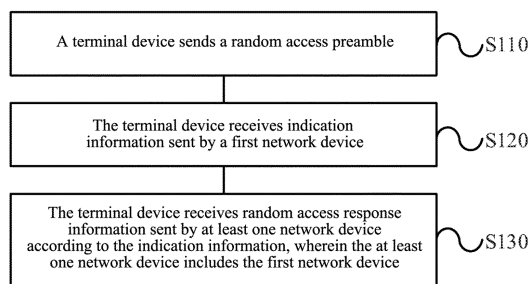 A terminal device sends a random access preamble
S110
The terminal device receives indication
information sent by a first network device
S120
The terminal device receives random access response
information sent by at least one network device
according to the indication information, wherein the at least
one network device includes the first network device
S130